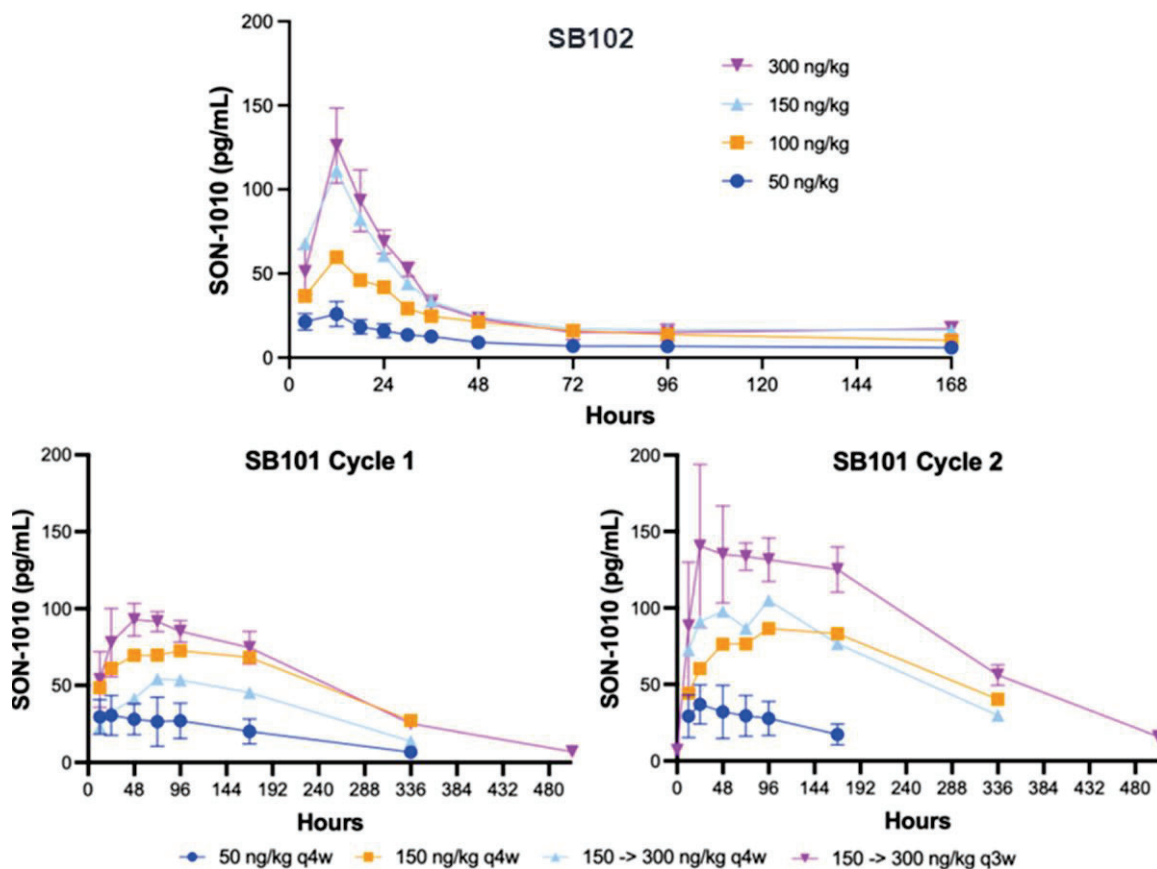 SB102
SON-1010 (pg/mL)
200
150
100
50
0
300 ng/kg
150 ng/kg
100 ng/kg
50 ng/kg
0 24 48 72 96 120 144 168
Hours
SB101 Cycle 1
SON-1010 (pg/mL)
200
150
100
50
0
0 48 96 144 192 240 288 336 384 432 480
Hours
SB101 Cycle 2
SON-1010 (pg/mL)
200
150
100
50
0
0 48 96 144 192 240 288 336 384 432 480
Hours
50 ng/kg q4w 150 ng/kg q4w 150 -> 300 ng/kg q4w 150 -> 300 ng/kg q3w